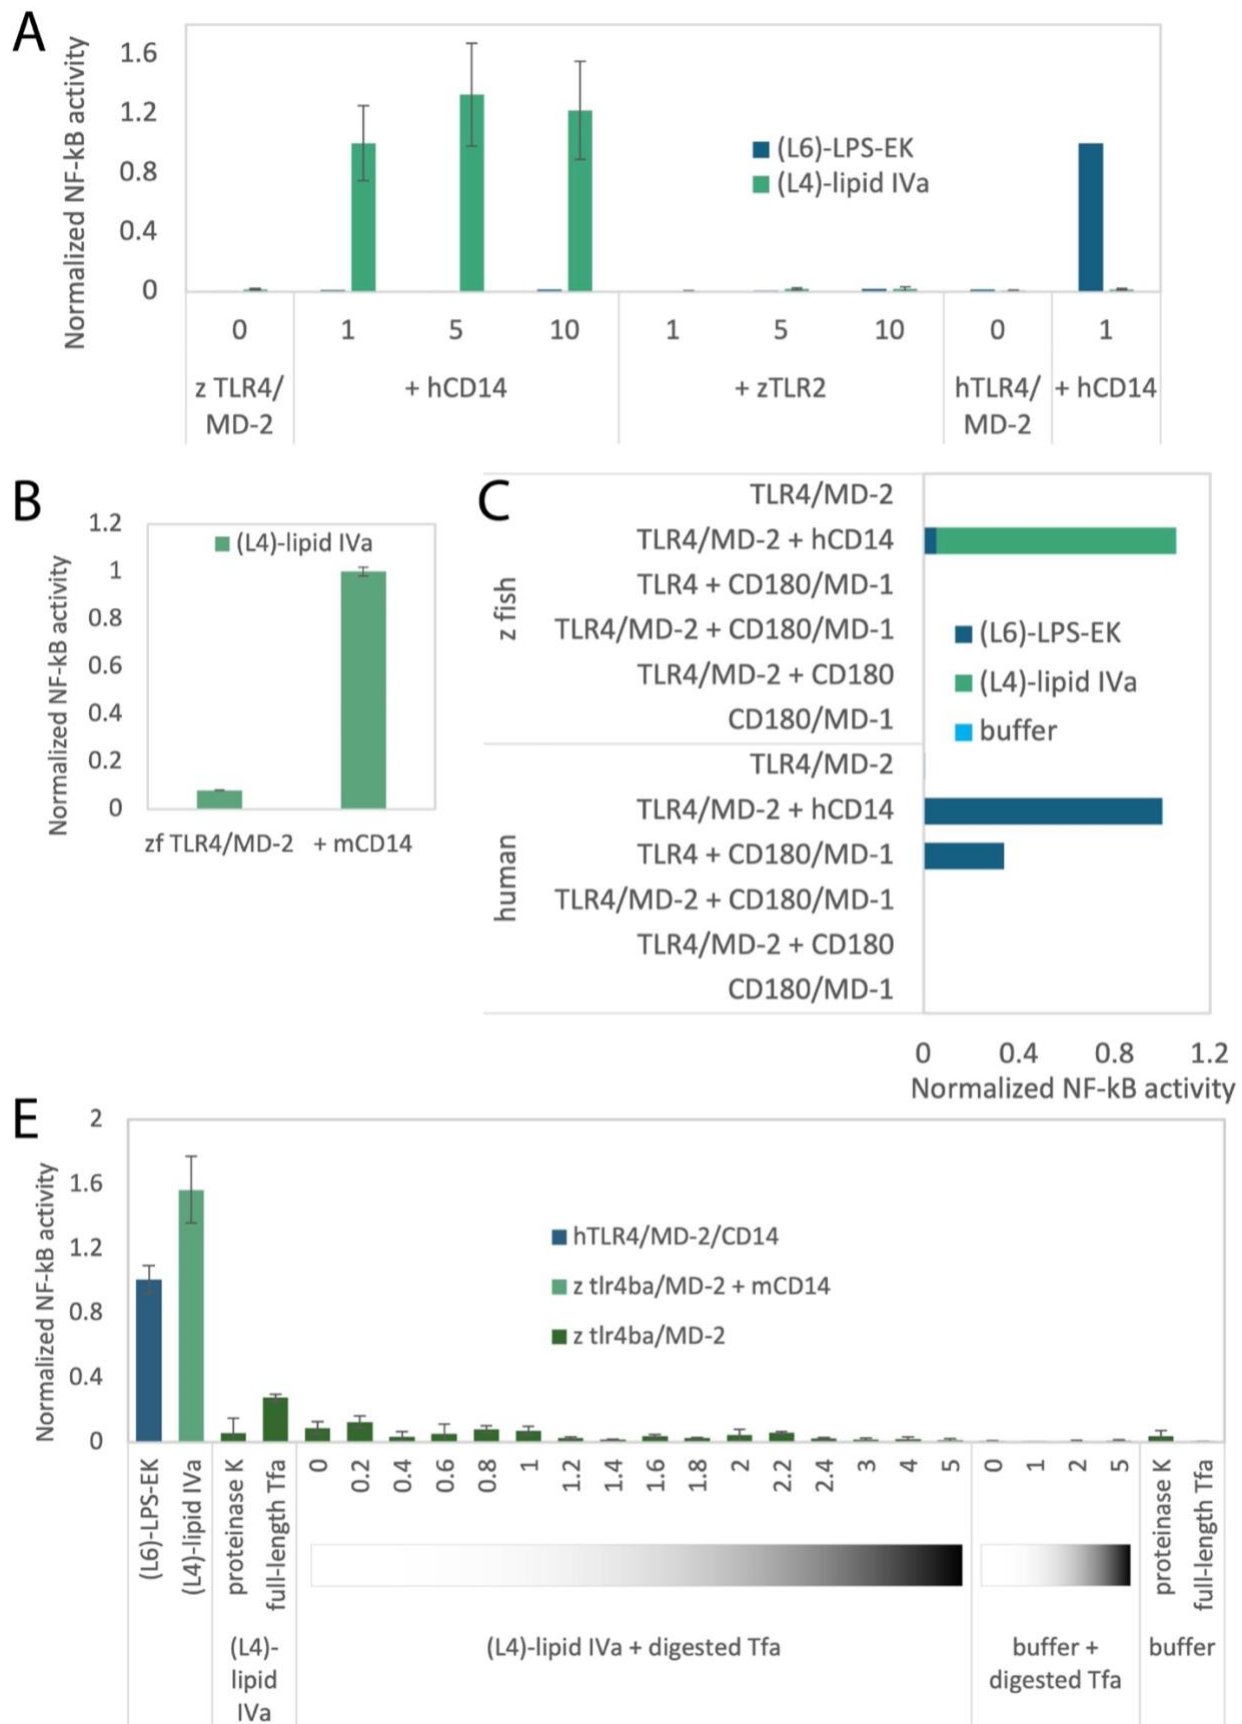 A
Normalized NF-kB activity
1.6
1.2
0.8
0.4
0
(L6)-LPS-EK
(L4)-lipid IVa
0 1 5 10 1 5 10 0 1
z TLR4/ + hCD14 + zTLR2 hTLR4/ + hCD14
MD-2 MD-2
B
Normalized NF-kB activity
1.2
1
0.8
0.6
0.4
0.2
0
(L4)-lipid IVa
zf TLR4/MD-2 + mCD14
C
z fish
TLR4/MD-2
TLR4/MD-2 + hCD14
TLR4 + CD180/MD-1
TLR4/MD-2 + CD180/MD-1
TLR4/MD-2 + CD180
CD180/MD-1
human
TLR4/MD-2
TLR4/MD-2 + hCD14
TLR4 + CD180/MD-1
TLR4/MD-2 + CD180/MD-1
TLR4/MD-2 + CD180
CD180/MD-1
(L6)-LPS-EK
(L4)-lipid IVa
buffer
0 0.4 0.8 1.2
Normalized NF-kB activity
E
Normalized NF-kB activity
2
1.6
1.2
0.8
0.4
0
hTLR4/MD-2/CD14
z tlr4ba/MD-2 + mCD14
z tlr4ba/MD-2
(L6)-LPS-EK
(L4)-lipid IVa
proteinase K
full-length Tfa
0 0.2 0.4 0.6 0.8 1 1.2 1.4 1.6 1.8 2 2.2 2.4 3 4 5
0 1 2 5
proteinase K
full-length Tfa
(L4)-
lipid
IVa
(L4)-lipid IVa + digested Tfa
buffer +
digested Tfa
buffer